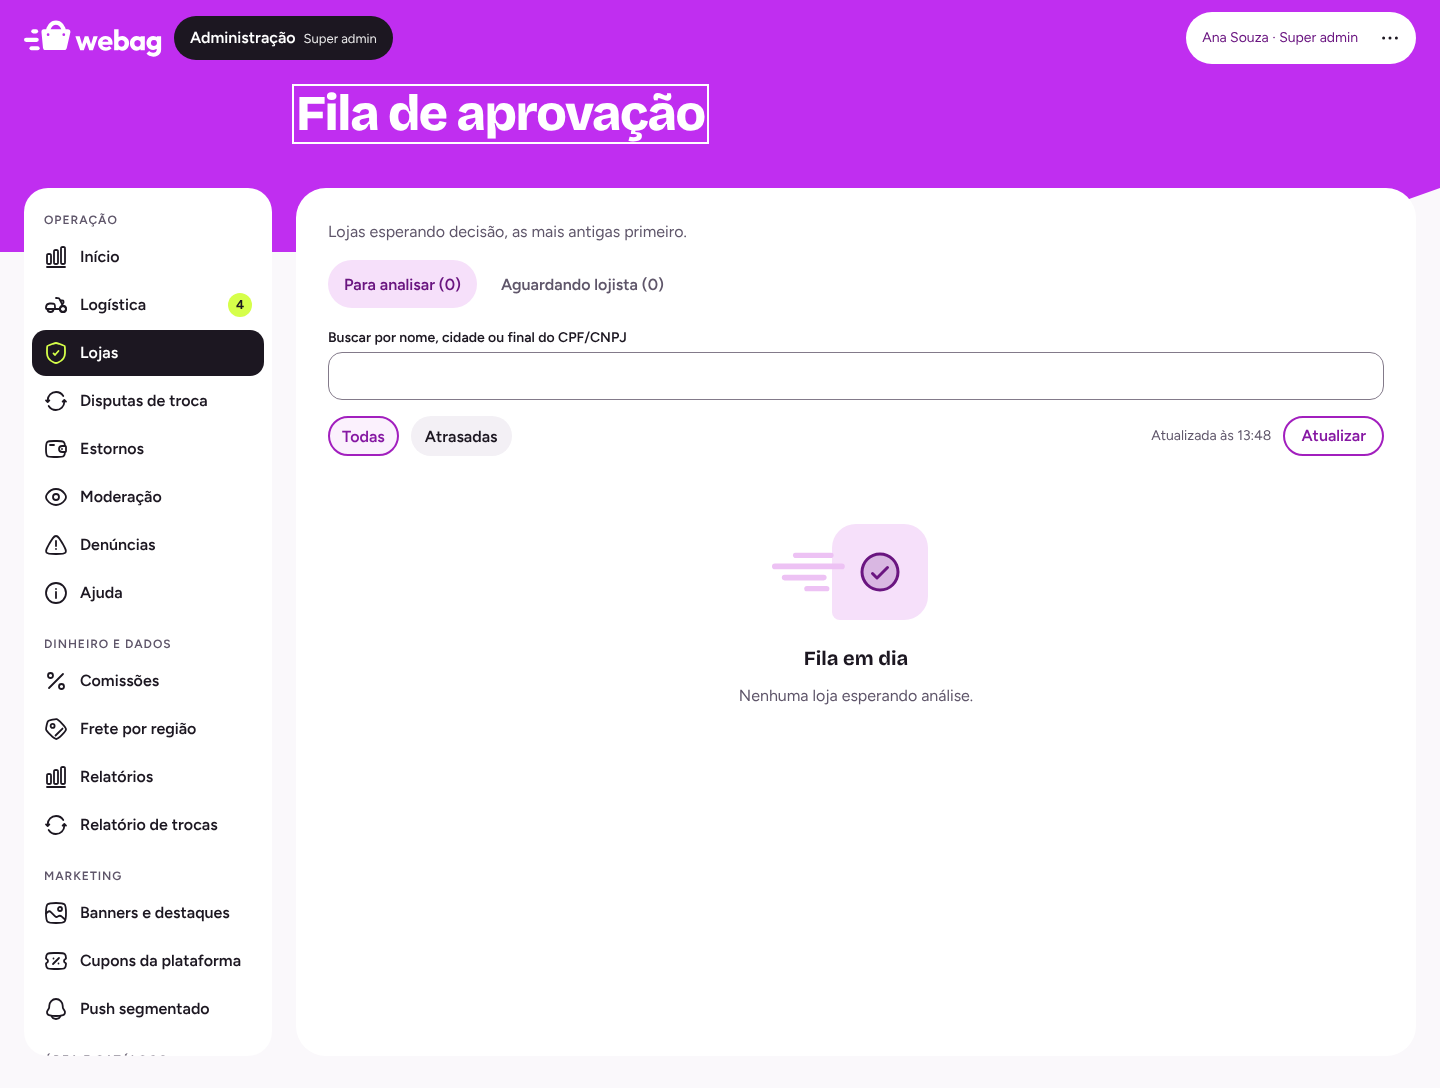 webag
Administração Super admin
Ana Souza · Super admin
Fila de aprovação
OPERAÇÃO
Início
Logística 4
Lojas
Disputas de troca
Estornos
Moderação
Denúncias
Ajuda
DINHEIRO E DADOS
Comissões
Frete por região
Relatórios
Relatório de trocas
MARKETING
Banners e destaques
Cupons da plataforma
Push segmentado
Lojas esperando decisão, as mais antigas primeiro.
Para analisar (0) Aguardando lojista (0)
Buscar por nome, cidade ou final do CPF/CNPJ
Todas Atrasadas Atualizada às 13:48 Atualizar
Fila em dia
Nenhuma loja esperando análise.